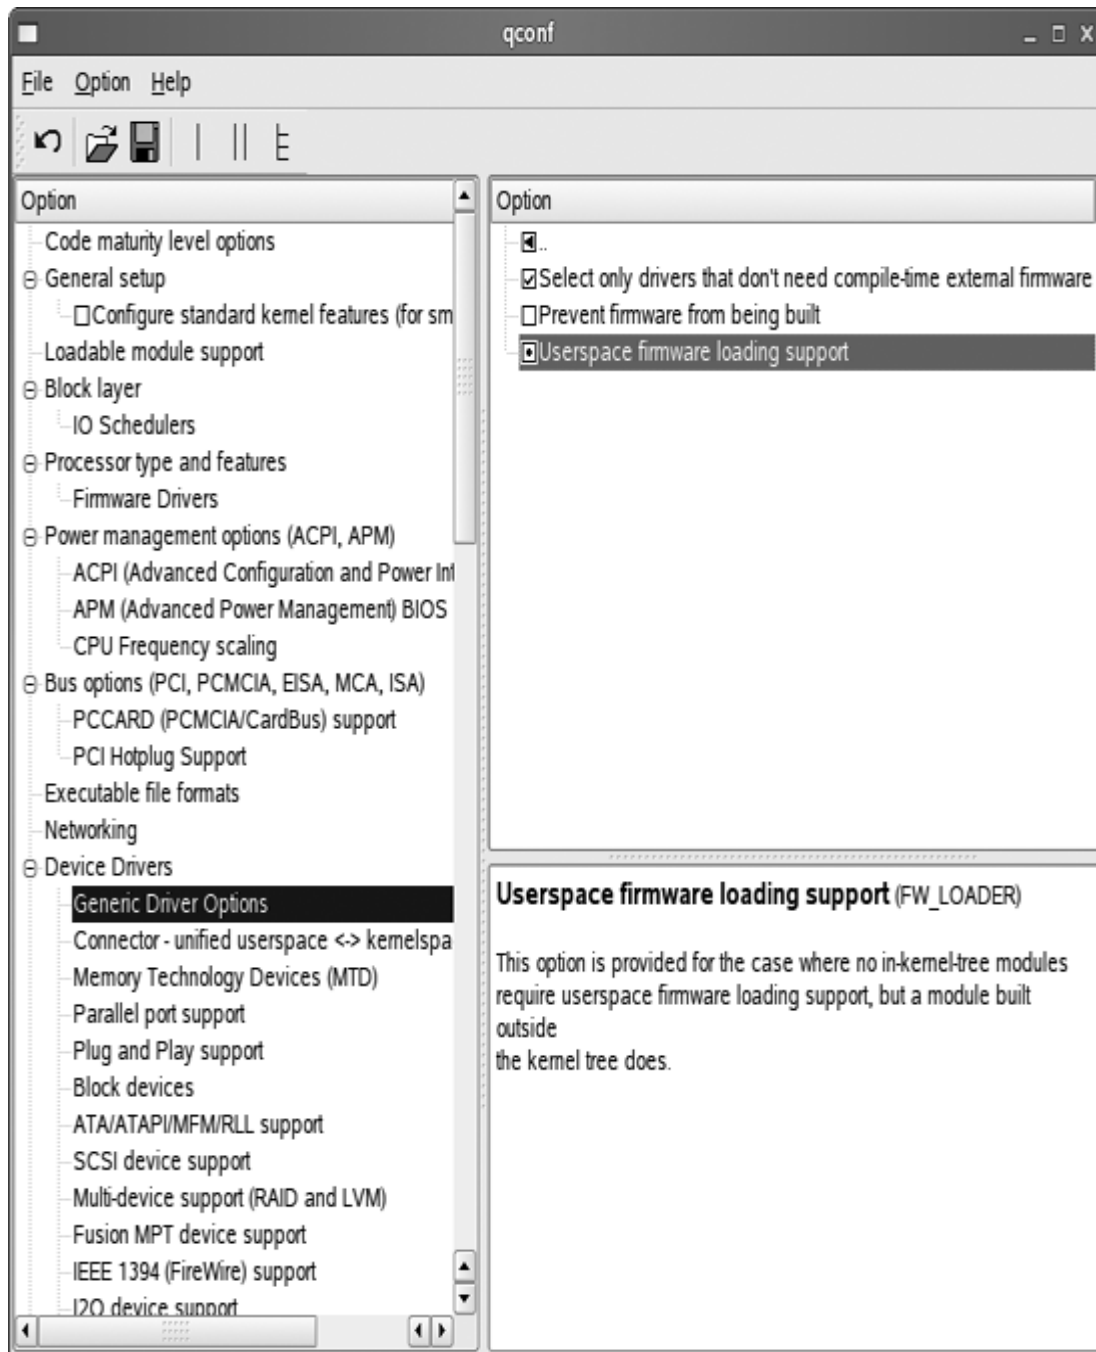 qconf
File Option Help
Option
Code maturity level options
General setup
Configure standard kernel features (for sm
Loadable module support
Block layer
IO Schedulers
Processor type and features
Firmware Drivers
Power management options (ACPI, APM)
ACPI (Advanced Configuration and Power Int
APM (Advanced Power Management) BIOS
CPU Frequency scaling
Bus options (PCI, PCMCIA, EISA, MCA, ISA)
PCCARD (PCMCIA/CardBus) support
PCI Hotplug Support
Executable file formats
Networking
Device Drivers
Generic Driver Options
Connector - unified userspace <-> kernelspa
Memory Technology Devices (MTD)
Parallel port support
Plug and Play support
Block devices
ATA/ATAPI/MFM/RLL support
SCSI device support
Multi-device support (RAID and LVM)
Fusion MPT device support
IEEE 1394 (FireWire) support
I2O device support
Option
..
Select only drivers that don't need compile-time external firmware
Prevent firmware from being built
Userspace firmware loading support
Userspace firmware loading support (FW_LOADER)
This option is provided for the case where no in-kernel-tree modules
require userspace firmware loading support, but a module built
outside
the kernel tree does.